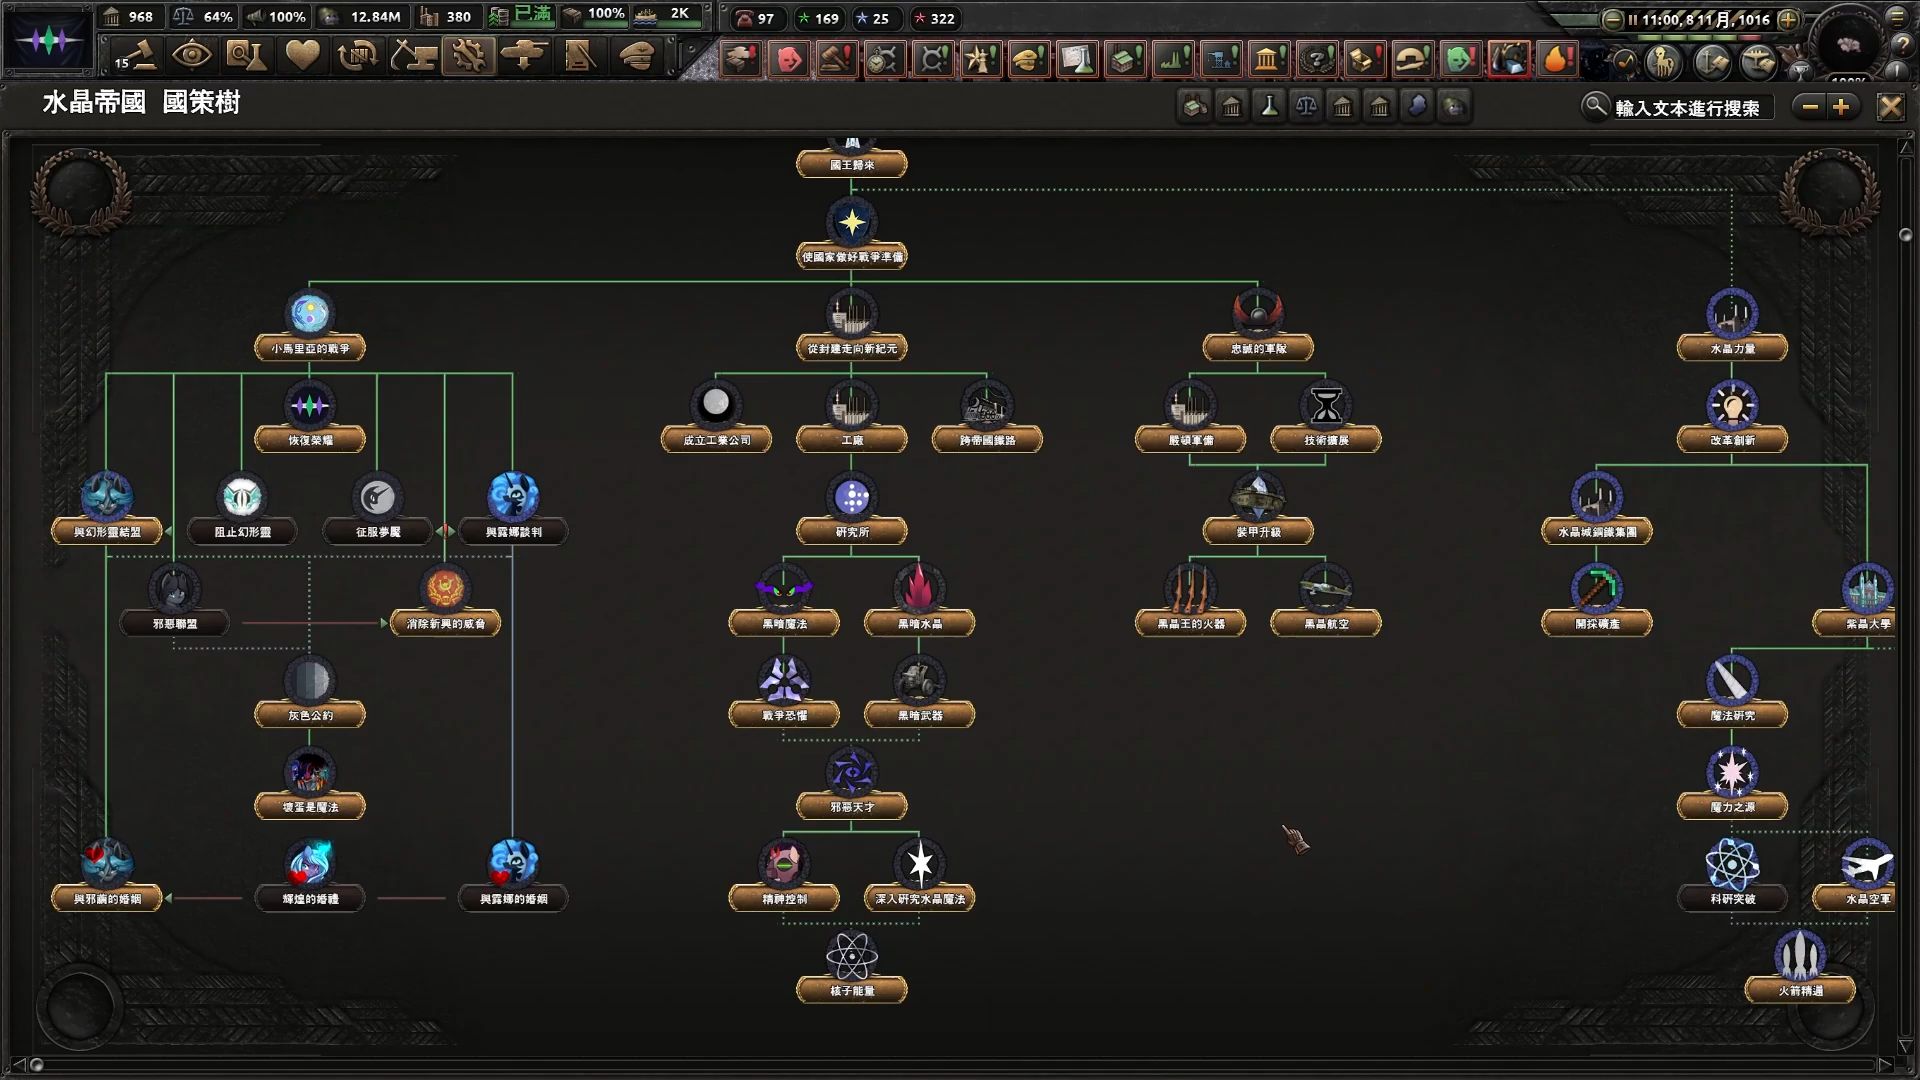 968 64% 100% 12.84M 380 已滿 100% 2K 97 169 25 322 11:00, 8 11月, 1016
15 100%
水晶帝國 國策樹
輸入文本進行搜索
國王歸來
使國家做好戰爭準備
小馬里亞的戰爭 從封建走向新紀元 忠誠的軍隊 水晶力量
恢復榮耀 成立工業公司 工廠 跨帝國鐵路 嚴頓軍備 技術擴展 改革創新
與幻形靈結盟 阻止幻形靈 征服夢魘 與露娜談判 研究所 裝甲升級 水晶城鋼鐵集團
邪惡聯盟 消除新興的威脅 黑暗魔法 黑暗水晶 黑晶王的火器 黑晶航空 開採礦產 紫晶大學
灰色公約 戰爭恐懼 黑暗武器 魔法研究
壞蛋是魔法 邪惡天才 魔力之源
與邪繭的婚姻 輝煌的婚禮 與露娜的婚姻 精神控制 深入研究水晶魔法 科研突破 水晶空軍
核子能量 火箭精通